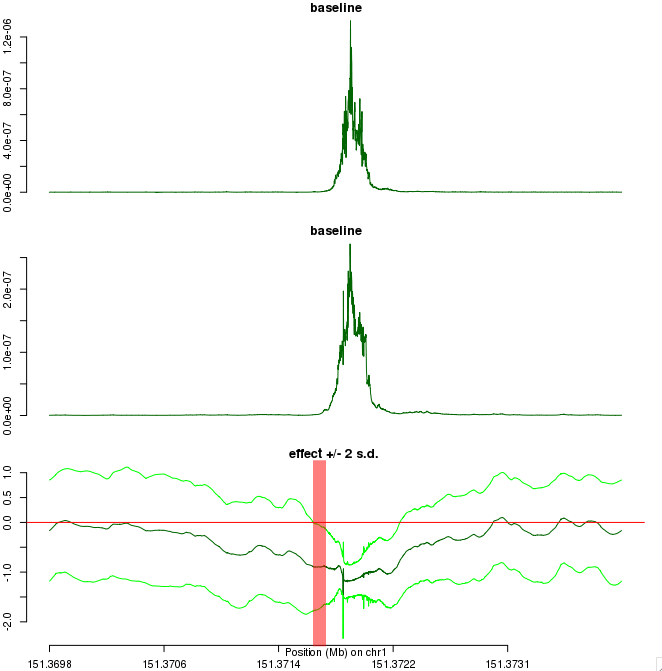 baseline
1.2e-06
8.0e-07
4.0e-07
0.0e+00
baseline
2.0e-07
1.0e-07
0.0e+00
effect +/- 2 s.d.
1.0
0.5
0.0
-1.0
-2.0
Position (Mb) on chr1
151.3698 151.3706 151.3714 151.3722 151.3731